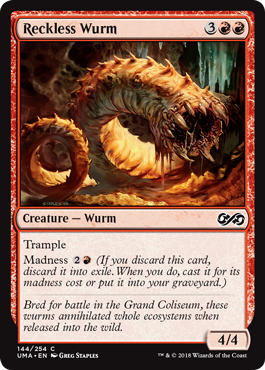 Reckless Wurm 3
Creature — Wurm
Trample
Madness 2 (If you discard this card,
discard it into exile. When you do, cast it for its
madness cost or put it into your graveyard.)
Bred for battle in the Grand Coliseum, these
wurms annihilated whole ecosystems when
released into the wild.
4/4
144/254 C
UMA • EN Greg Staples
™ & © 2018 Wizards of the Coast